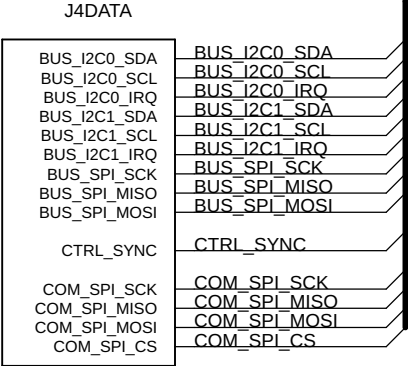 J4DATA
BUS_I2C0_SDA BUS_I2C0_SDA
BUS_I2C0_SCL BUS_I2C0_SCL
BUS_I2C0_IRQ BUS_I2C0_IRQ
BUS_I2C1_SDA BUS_I2C1_SDA
BUS_I2C1_SCL BUS_I2C1_SCL
BUS_I2C1_IRQ BUS_I2C1_IRQ
BUS_SPI_SCK BUS_SPI_SCK
BUS_SPI_MISO BUS_SPI_MISO
BUS_SPI_MOSI BUS_SPI_MOSI
CTRL_SYNC CTRL_SYNC
COM_SPI_SCK COM_SPI_SCK
COM_SPI_MISO COM_SPI_MISO
COM_SPI_MOSI COM_SPI_MOSI
COM_SPI_CS COM_SPI_CS